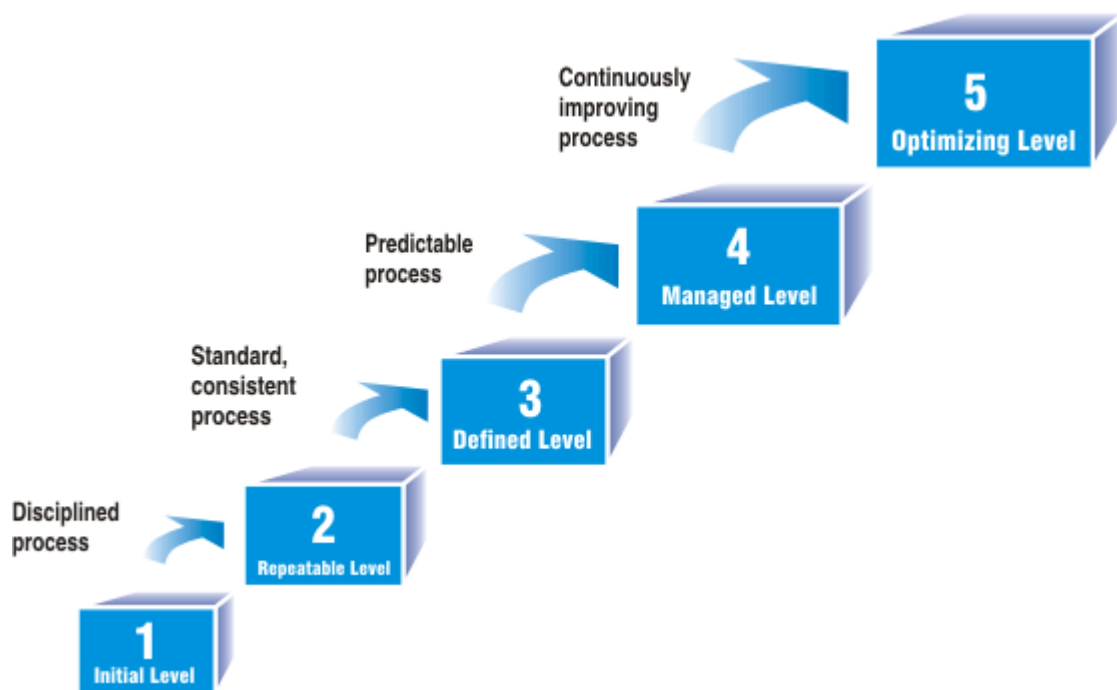 Continuously
improving
process
5
Optimizing Level
Predictable
process
4
Managed Level
Standard,
consistent
process
3
Defined Level
Disciplined
process
2
Repeatable Level
1
Initial Level